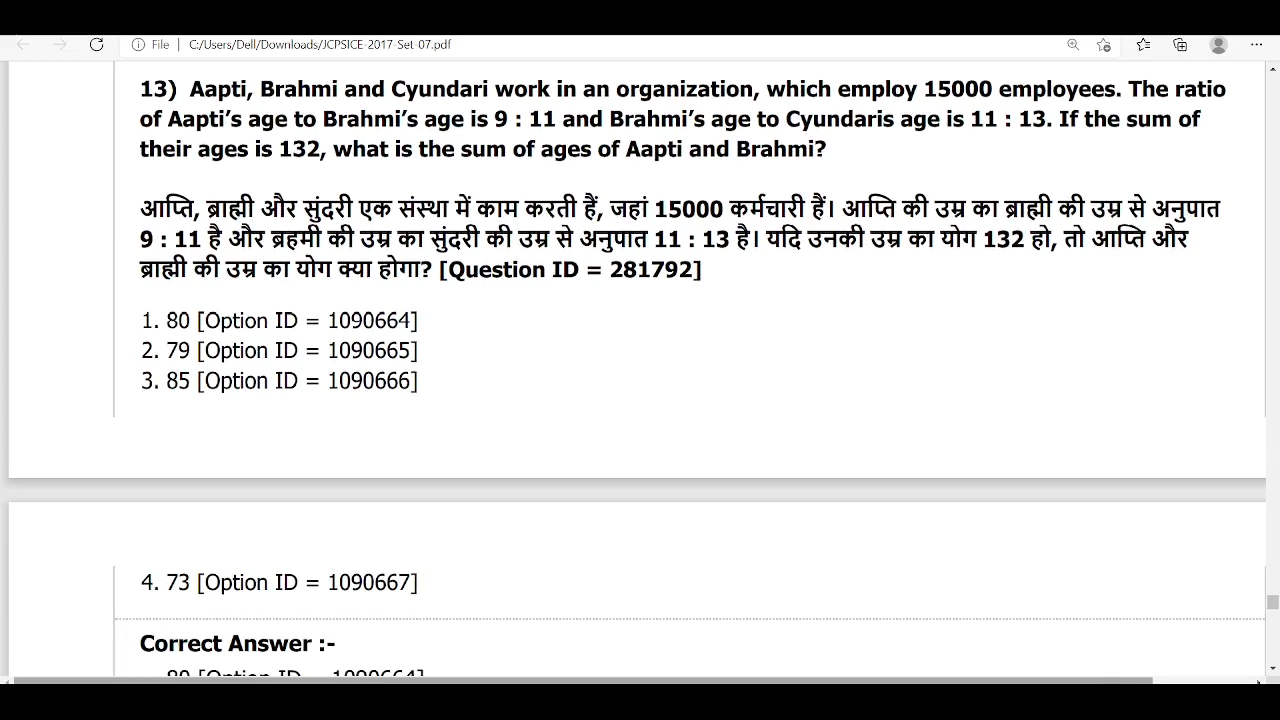 File | C:/Users/Dell/Downloads/JCPSICE-2017-Set-07.pdf
13) Aapti, Brahmi and Cyundari work in an organization, which employ 15000 employees. The ratio
of Aapti's age to Brahmi's age is 9 : 11 and Brahmi's age to Cyundaris age is 11 : 13. If the sum of
their ages is 132, what is the sum of ages of Aapti and Brahmi?
आप्ति, ब्राह्मी और सुंदरी एक संस्था में काम करती हैं, जहां 15000 कर्मचारी हैं। आप्ति की उम्र का ब्राह्मी की उम्र से अनुपात
9 : 11 है और ब्रहमी की उम्र का सुंदरी की उम्र से अनुपात 11 : 13 है। यदि उनकी उम्र का योग 132 हो, तो आप्ति और
ब्राह्मी की उम्र का योग क्या होगा? [Question ID = 281792]
1. 80 [Option ID = 1090664]
2. 79 [Option ID = 1090665]
3. 85 [Option ID = 1090666]
4. 73 [Option ID = 1090667]
Correct Answer :-
80 [Option ID = 1090664]